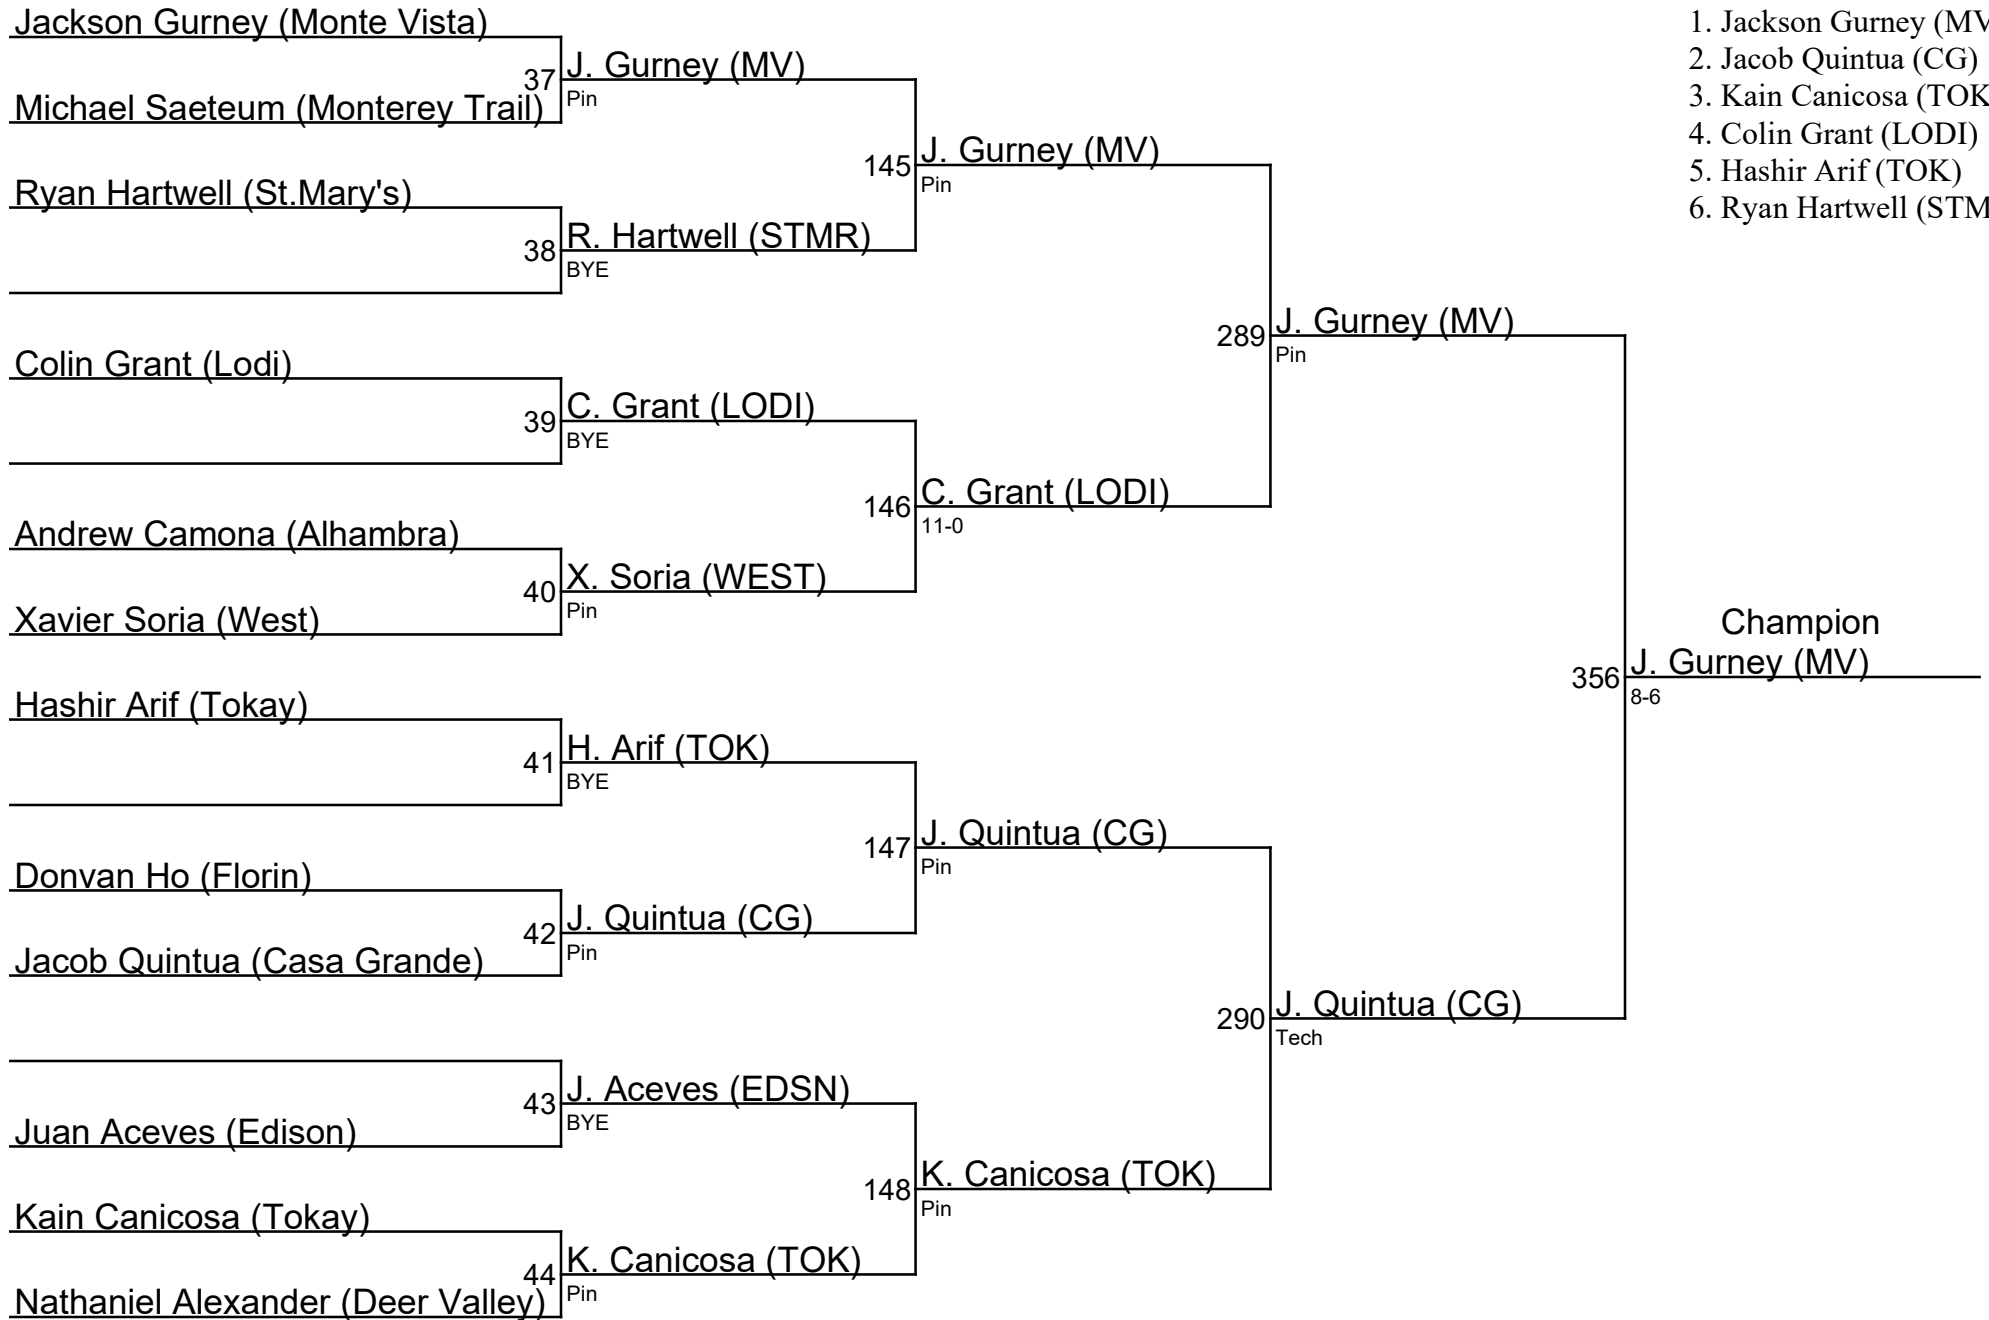 Jackson Gurney (Monte Vista)
37
J. Gurney (MV)
Pin
Michael Saeteum (Monterey Trail)
145
J. Gurney (MV)
Pin
Ryan Hartwell (St.Mary's)
38
R. Hartwell (STMR)
BYE
289
J. Gurney (MV)
Pin
Colin Grant (Lodi)
39
C. Grant (LODI)
BYE
146
C. Grant (LODI)
11-0
Andrew Camona (Alhambra)
40
X. Soria (WEST)
Pin
Xavier Soria (West)
Champion
356
J. Gurney (MV)
8-6
Hashir Arif (Tokay)
41
H. Arif (TOK)
BYE
147
J. Quintua (CG)
Pin
Donvan Ho (Florin)
42
J. Quintua (CG)
Pin
Jacob Quintua (Casa Grande)
290
J. Quintua (CG)
Tech
43
J. Aceves (EDSN)
BYE
Juan Aceves (Edison)
148
K. Canicosa (TOK)
Pin
Kain Canicosa (Tokay)
44
K. Canicosa (TOK)
Pin
Nathaniel Alexander (Deer Valley)
1. Jackson Gurney (MV
2. Jacob Quintua (CG)
3. Kain Canicosa (TOK
4. Colin Grant (LODI)
5. Hashir Arif (TOK)
6. Ryan Hartwell (STM